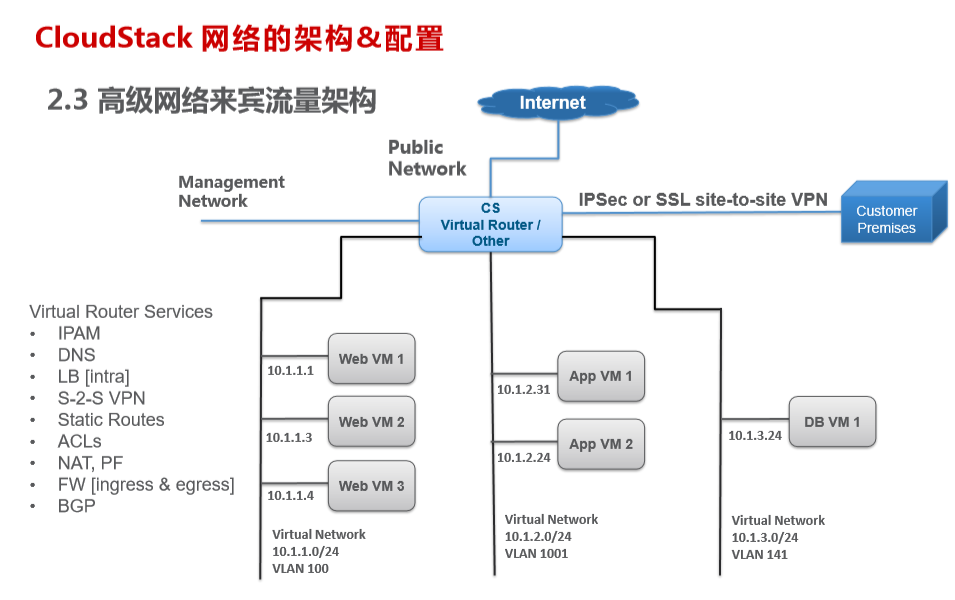 CloudStack 网络的架构&配置
2.3 高级网络来宾流量架构
Internet
Public
Network
Management
Network
CS
Virtual Router /
Other
IPSec or SSL site-to-site VPN
Customer
Premises
Virtual Router Services
• IPAM
• DNS
• LB [intra]
• S-2-S VPN
• Static Routes
• ACLs
• NAT, PF
• FW [ingress & egress]
• BGP
Web VM 1
10.1.1.1
Web VM 2
10.1.1.3
Web VM 3
10.1.1.4
Virtual Network
10.1.1.0/24
VLAN 100
App VM 1
10.1.2.31
App VM 2
10.1.2.24
Virtual Network
10.1.2.0/24
VLAN 1001
DB VM 1
10.1.3.24
Virtual Network
10.1.3.0/24
VLAN 141